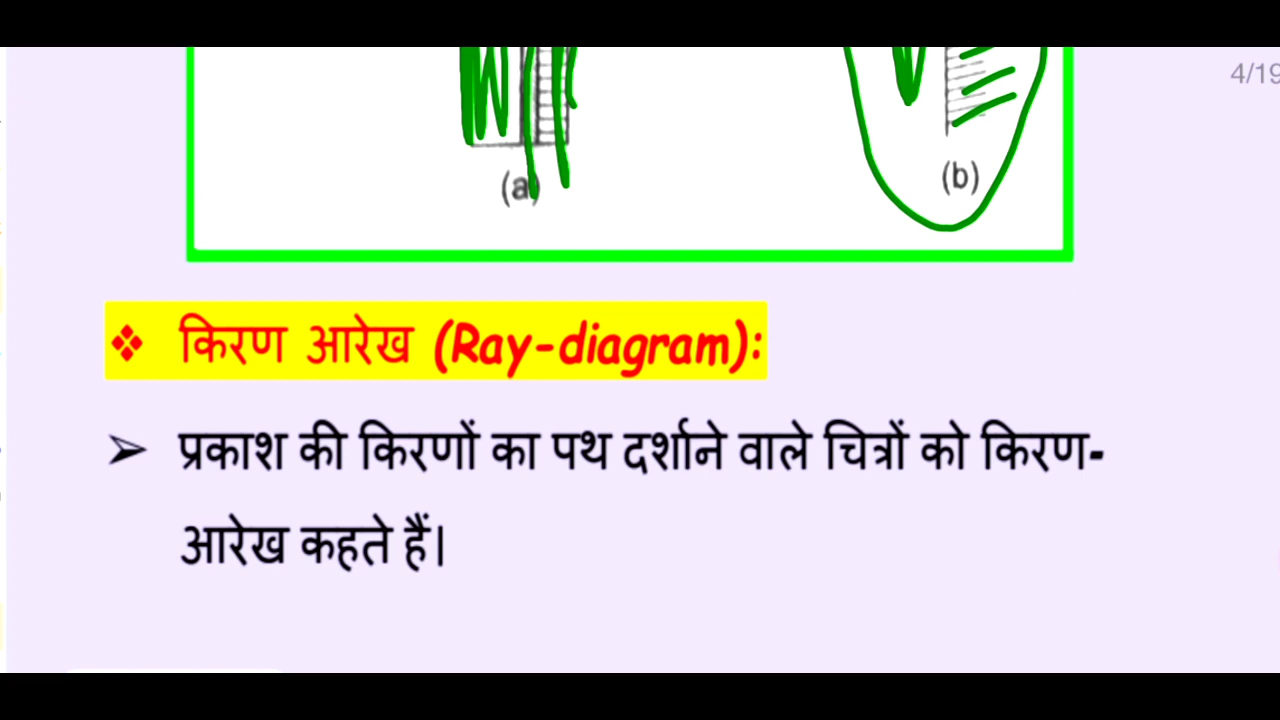 4/19
(a)
(b)
❖ किरण आरेख (Ray-diagram):
➢ प्रकाश की किरणों का पथ दर्शाने वाले चित्रों को किरण-
आरेख कहते हैं।